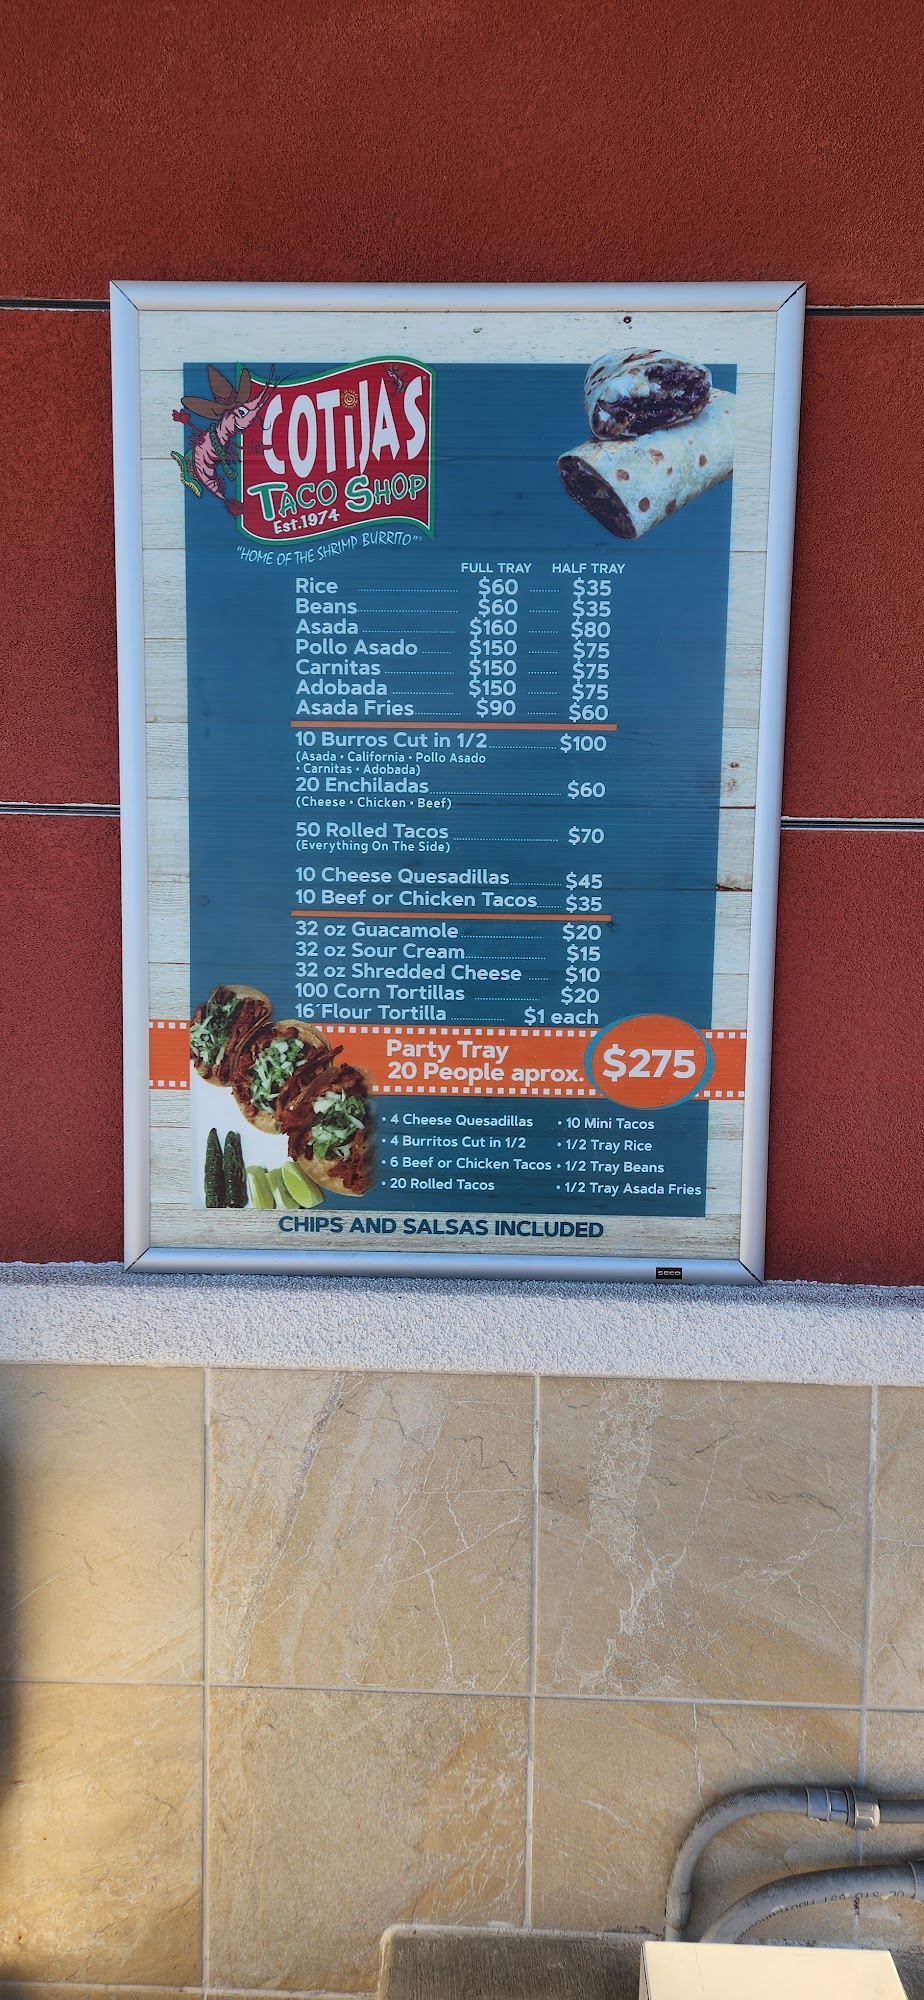 COTIJAS
TACO SHOP
Est.1974
"HOME OF THE SHRIMP BURRITO"®
FULL TRAY HALF TRAY
Rice $60 $35
Beans $60 $35
Asada $160 $80
Pollo Asado $150 $75
Carnitas $150 $75
Adobada $150 $75
Asada Fries $90 $60
10 Burros Cut in 1/2 $100
(Asada • California • Pollo Asado
• Carnitas • Adobada)
20 Enchiladas $60
(Cheese • Chicken • Beef)
50 Rolled Tacos $70
(Everything On The Side)
10 Cheese Quesadillas $45
10 Beef or Chicken Tacos $35
32 oz Guacamole $20
32 oz Sour Cream $15
32 oz Shredded Cheese $10
100 Corn Tortillas $20
16"Flour Tortilla $1 each
Party Tray
20 People aprox. $275
• 4 Cheese Quesadillas • 10 Mini Tacos
• 4 Burritos Cut in 1/2 • 1/2 Tray Rice
• 6 Beef or Chicken Tacos • 1/2 Tray Beans
• 20 Rolled Tacos • 1/2 Tray Asada Fries
CHIPS AND SALSAS INCLUDED
SECO